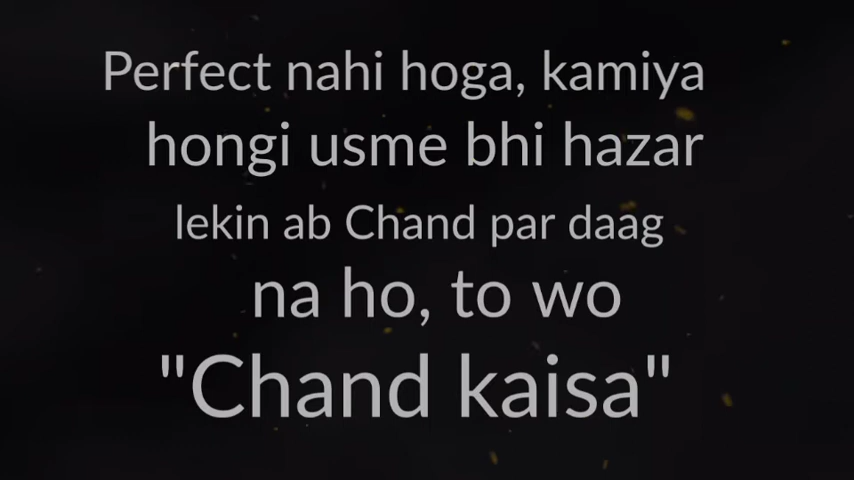 Perfect nahi hoga, kamiya
hongi usme bhi hazar
lekin ab Chand par daag
na ho, to wo
"Chand kaisa"